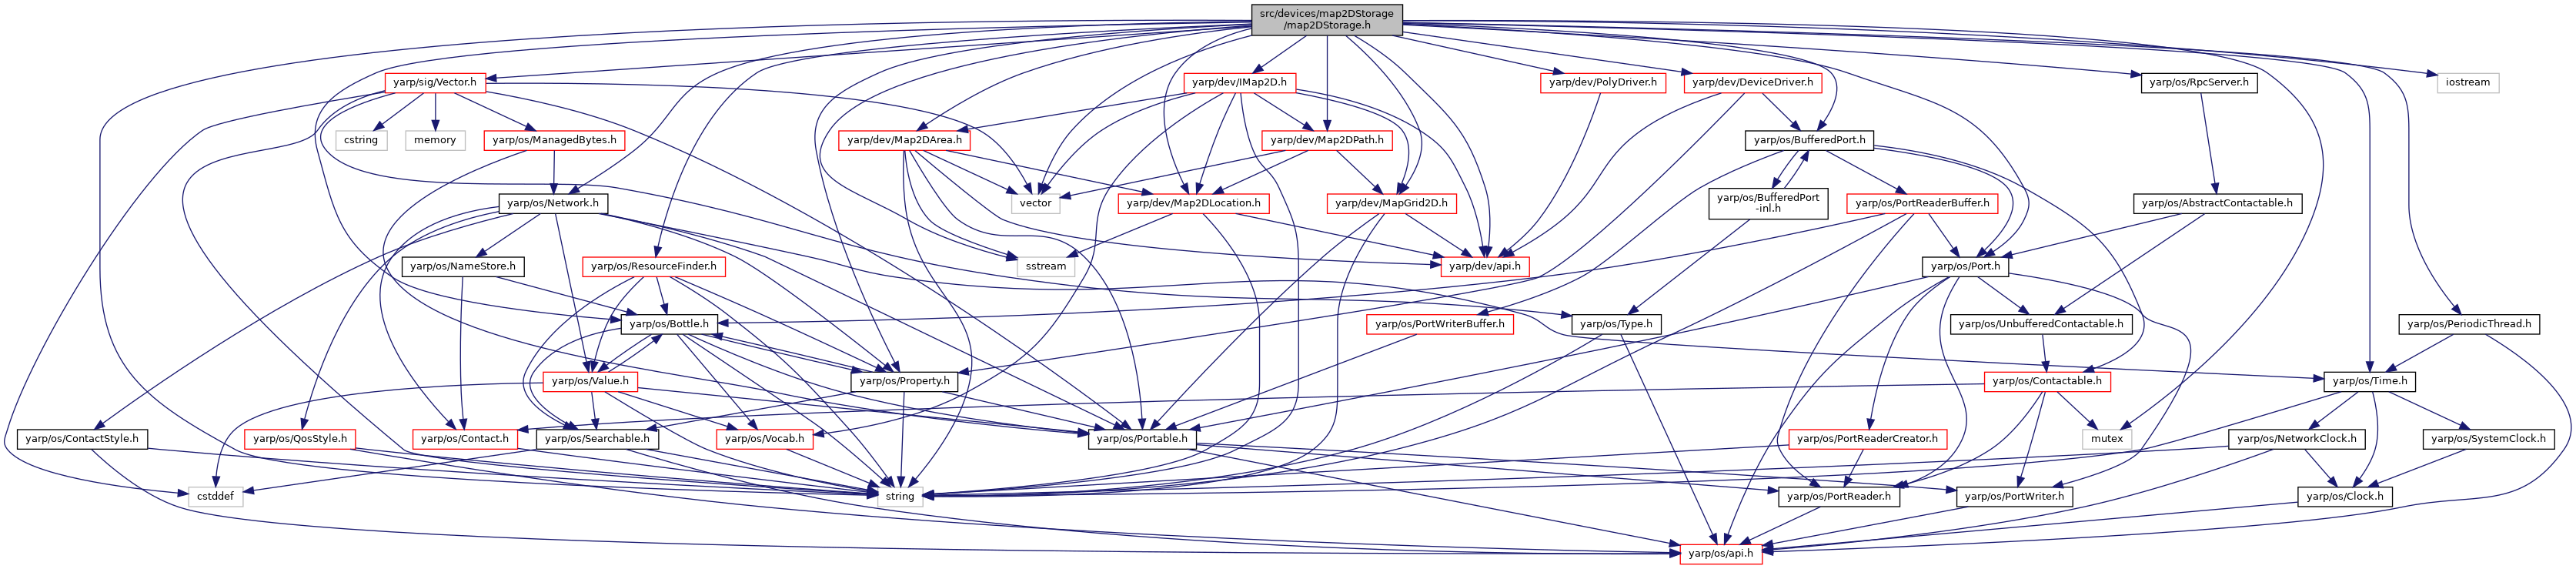 src/devices/map2DStorage
/map2DStorage.h
yarp/sig/Vector.h
yarp/dev/IMap2D.h
yarp/dev/PolyDriver.h
yarp/dev/DeviceDriver.h
yarp/os/RpcServer.h
iostream
cstring
memory
yarp/os/ManagedBytes.h
yarp/dev/Map2DArea.h
yarp/dev/Map2DPath.h
yarp/os/BufferedPort.h
yarp/os/Network.h
vector
yarp/dev/Map2DLocation.h
yarp/dev/MapGrid2D.h
yarp/os/BufferedPort
-inl.h
yarp/os/PortReaderBuffer.h
yarp/os/AbstractContactable.h
yarp/os/NameStore.h
yarp/os/ResourceFinder.h
sstream
yarp/dev/api.h
yarp/os/Port.h
yarp/os/Bottle.h
yarp/os/PortWriterBuffer.h
yarp/os/Type.h
yarp/os/UnbufferedContactable.h
yarp/os/PeriodicThread.h
yarp/os/Value.h
yarp/os/Property.h
yarp/os/Contactable.h
yarp/os/Time.h
yarp/os/ContactStyle.h
yarp/os/QosStyle.h
yarp/os/Contact.h
yarp/os/Searchable.h
yarp/os/Vocab.h
yarp/os/Portable.h
yarp/os/PortReaderCreator.h
mutex
yarp/os/NetworkClock.h
yarp/os/SystemClock.h
cstddef
string
yarp/os/PortReader.h
yarp/os/PortWriter.h
yarp/os/Clock.h
yarp/os/api.h